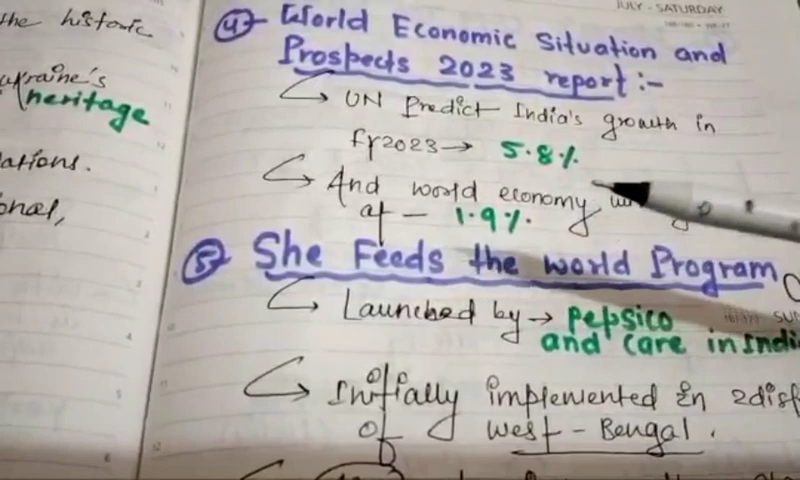 the historic
ukraine's
heritage
ations.
onal,
JULY - SATURDAY
4 World Economic Situation and
Prospects 2023 report :-
UN Predict India's growth in
fy2023 → 5.8%
And world economy
at - 1.9%.
5 She Feeds the world Program
Launched by → Pepsico
and care in Indi
SUN
Initially implemented in 2 dist
of West-Bengal.